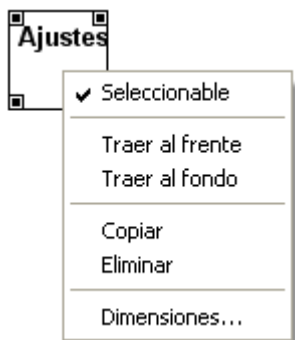 Ajustes
Seleccionable
Traer al frente
Traer al fondo
Copiar
Eliminar
Dimensiones...